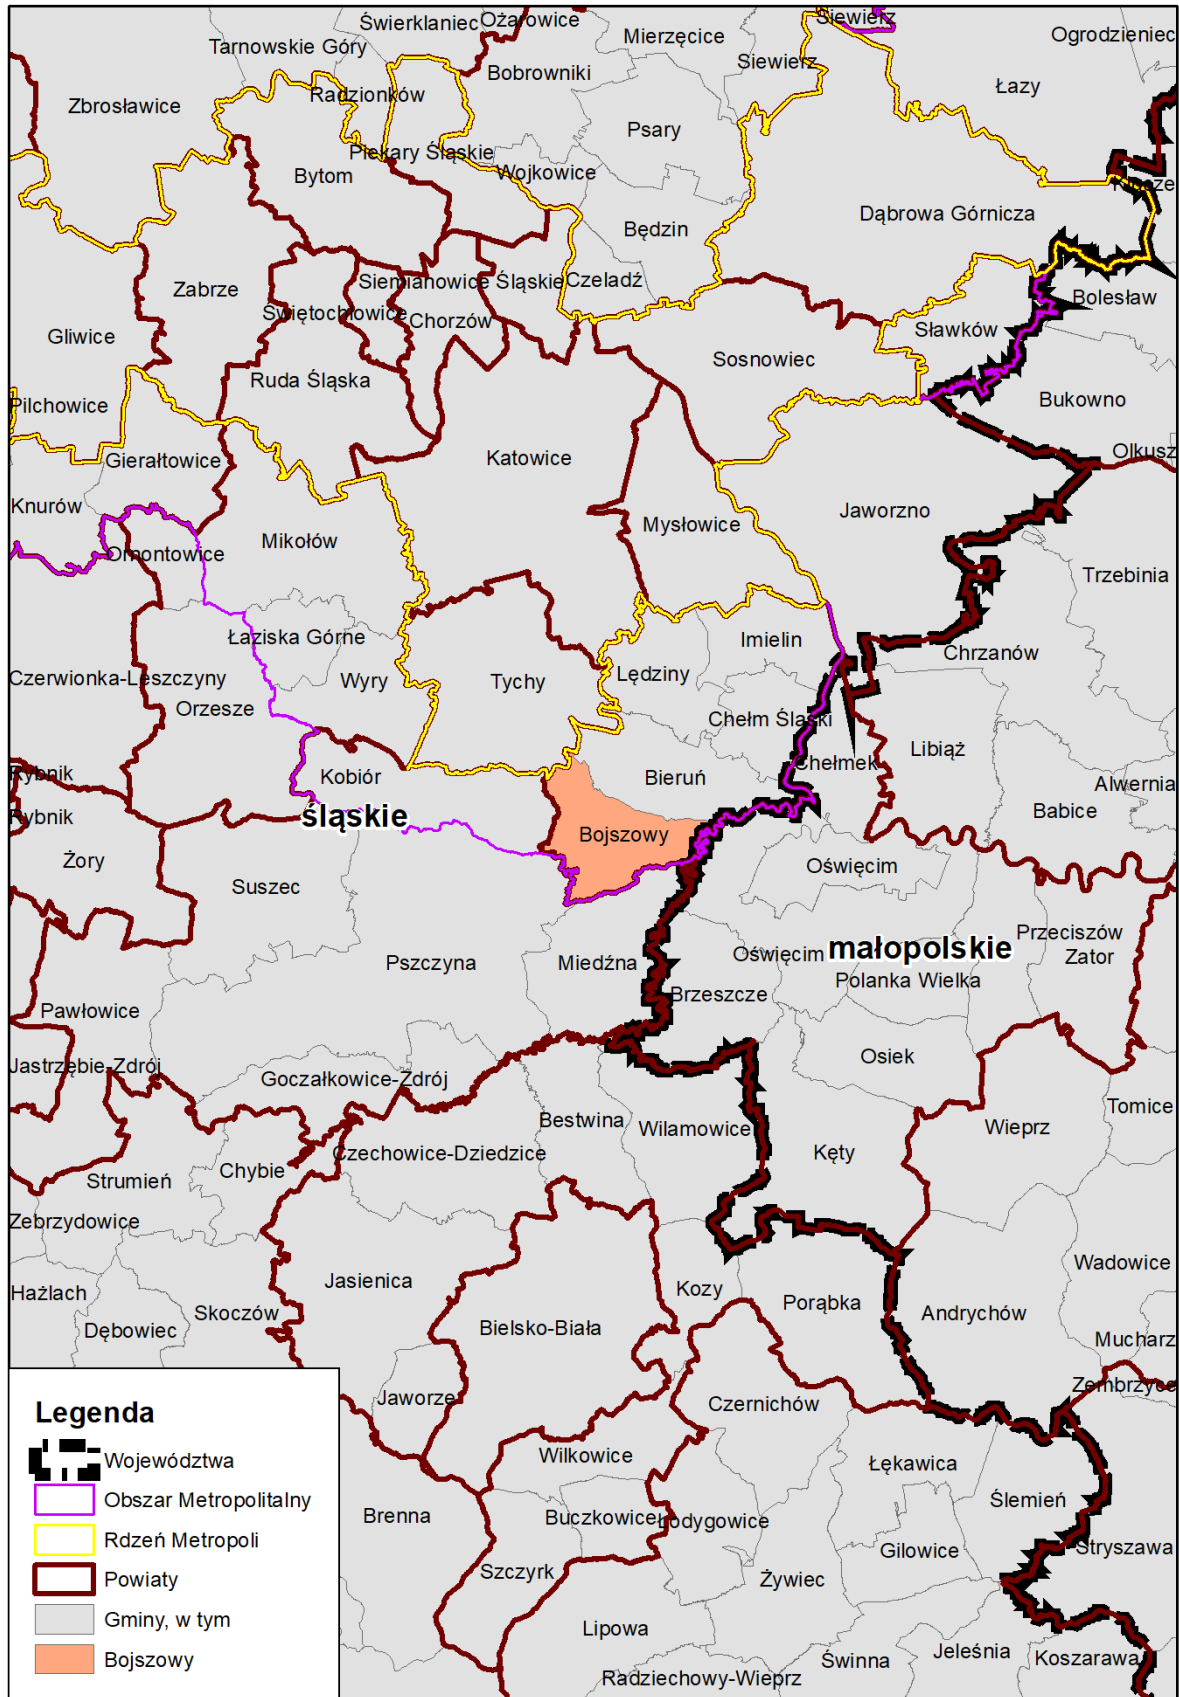 Świerklaniec
Ożarowice
Siewierz
Tarnowskie Góry
Mierzęcice
Ogrodzieniec
Siewierz
Bobrowniki
Łazy
Zbrosławice
Radzionków
Psary
Piekary Śląskie
Bytom
Wojkowice
Klucze
Dąbrowa Górnicza
Będzin
Zabrze
Siemianowice Śląskie
Czeladź
Bolesław
Świętochłowice
Chorzów
Gliwice
Sławków
Sosnowiec
Ruda Śląska
Bukowno
Pilchowice
Gierałtowice
Katowice
Olkusz
Knurów
Mysłowice
Jaworzno
Mikołów
Ornontowice
Trzebinia
Łaziska Górne
Imielin
Chrzanów
Czerwionka-Leszczyny
Wyry
Tychy
Lędziny
Orzesze
Chełm Śląski
Libiąż
Rybnik
Kobiór
Bieruń
Chełmek
Alwernia
Rybnik
śląskie
Babice
Bojszowy
Żory
Oświęcim
Suszec
Przeciszów
Pszczyna
Miedźna
Oświęcim
małopolskie
Zator
Polanka Wielka
Brzeszcze
Pawłowice
Osiek
Jastrzębie-Zdrój
Goczałkowice-Zdrój
Tomice
Bestwina
Wilamowice
Wieprz
Czechowice-Dziedzice
Kęty
Chybie
Strumień
Zebrzydowice
Wadowice
Jasienica
Kozy
Hażlach
Porąbka
Andrychów
Skoczów
Dębowiec
Bielsko-Biała
Mucharz
Zembrzyce
Jaworze
Czernichów
Wilkowice
Łękawica
Ślemień
Brenna
Buczkowice
Łodygowice
Gilowice
Stryszawa
Szczyrk
Żywiec
Lipowa
Jeleśnia
Koszarawa
Świnna
Radziechowy-Wieprz
Legenda
Województwa
Obszar Metropolitalny
Rdzeń Metropoli
Powiaty
Gminy, w tym
Bojszowy